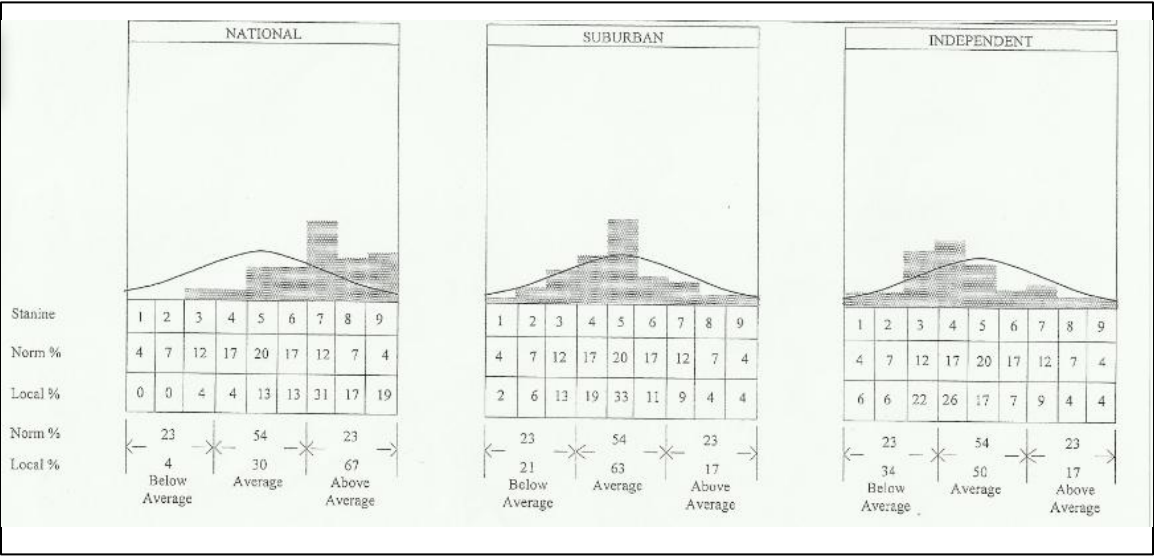 NATIONAL SUBURBAN INDEPENDENT
Stanine 1 2 3 4 5 6 7 8 9 1 2 3 4 5 6 7 8 9 1 2 3 4 5 6 7 8 9
Norm % 4 7 12 17 20 17 12 7 4 4 7 12 17 20 17 12 7 4 4 7 12 17 20 17 12 7 4
Local % 0 0 4 4 13 13 31 17 19 2 6 13 19 33 11 9 4 4 6 6 22 26 17 7 9 4 4
Norm % 23 54 23 23 54 23 23 54 23
Local % 4 30 67 21 63 17 34 50 17
Below Average Above Below Average Above Below Average Above
Average Average Average Average Average Average